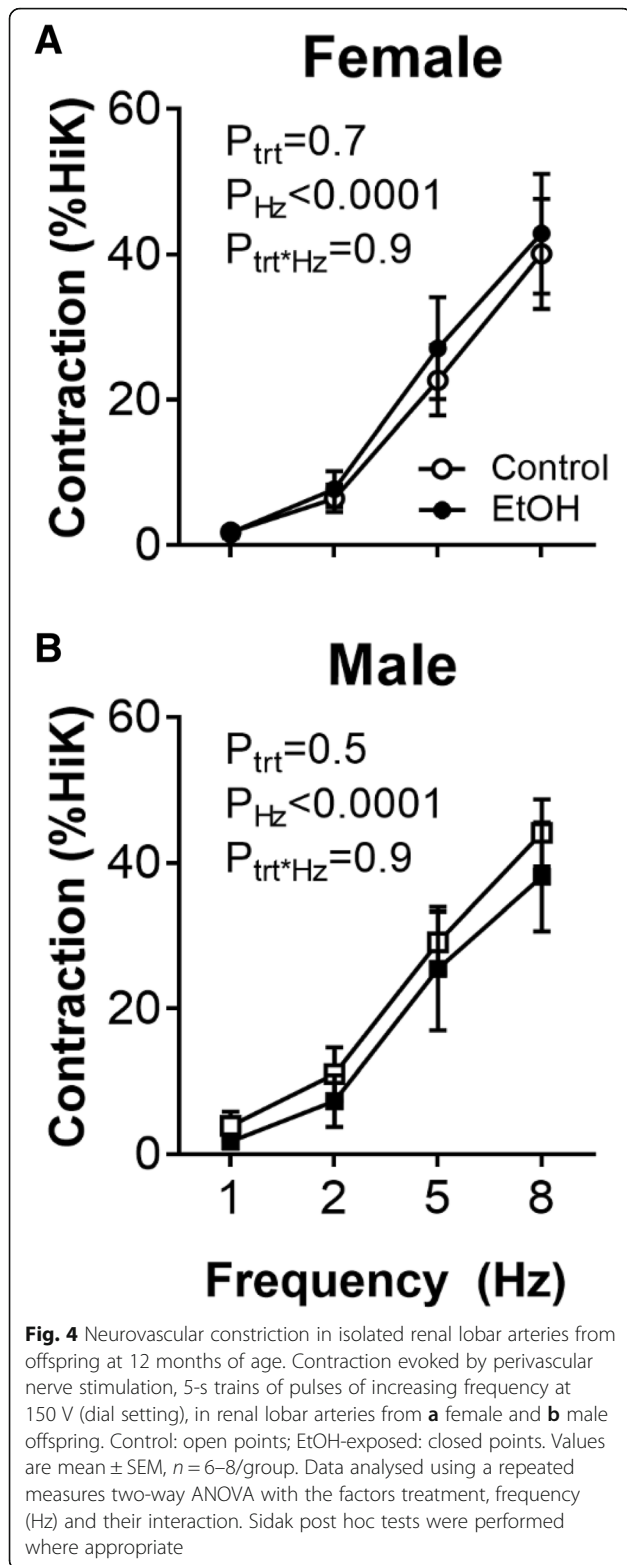 A
Female
60
40
20
0
Contraction (%HiK)
P_trt=0.7
P_Hz<0.0001
P_trt*Hz=0.9
Control
EtOH
B
Male
60
40
20
0
Contraction (%HiK)
P_trt=0.5
P_Hz<0.0001
P_trt*Hz=0.9
1 2 5 8
Frequency (Hz)
Fig. 4 Neurovascular constriction in isolated renal lobar arteries from
offspring at 12 months of age. Contraction evoked by perivascular
nerve stimulation, 5-s trains of pulses of increasing frequency at
150 V (dial setting), in renal lobar arteries from a female and b male
offspring. Control: open points; EtOH-exposed: closed points. Values
are mean ± SEM, n = 6–8/group. Data analysed using a repeated
measures two-way ANOVA with the factors treatment, frequency
(Hz) and their interaction. Sidak post hoc tests were performed
where appropriate